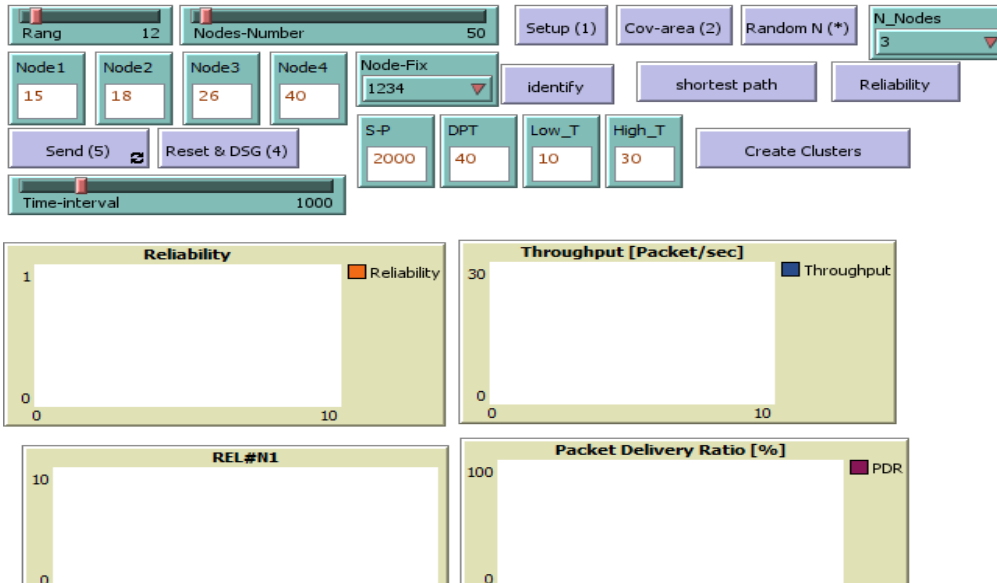 Rang 12
Nodes-Number 50
Setup (1)
Cov-area (2)
Random N (*)
N_Nodes
3
Node1
15
Node2
18
Node3
26
Node4
40
Node-Fix
1234
identify
shortest path
Reliability
Send (5)
Reset & DSG (4)
S-P
2000
DPT
40
Low_T
10
High_T
30
Create Clusters
Time-interval 1000
Reliability
1
0
0 10
Reliability
Throughput [Packet/sec]
30
0
0 10
Throughput
REL#N1
10
0
Packet Delivery Ratio [%]
100
0
PDR